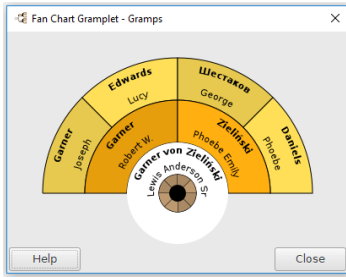 Fan Chart Gramplet - Gramps
Garner
Joseph
Edwards
Lucy
Шестаков
George
Daniels
Phoebe
Garner
Robert W.
Zieliński
Phoebe Emily
Garner von Zieliński
Lewis Anderson Sr
Help
Close